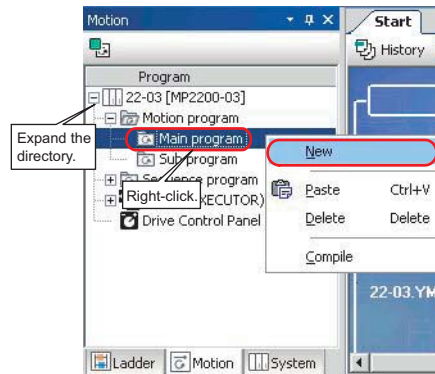 Motion
Start
History
Program
22-03 [MP2200-03]
Motion program
Expand the
directory.
Main program
New
Sub program
Right-click.
program
Paste Ctrl+V
XECUTOR)
Delete Delete
Drive Control Panel
Compile
22-03.YM
Ladder
Motion
System